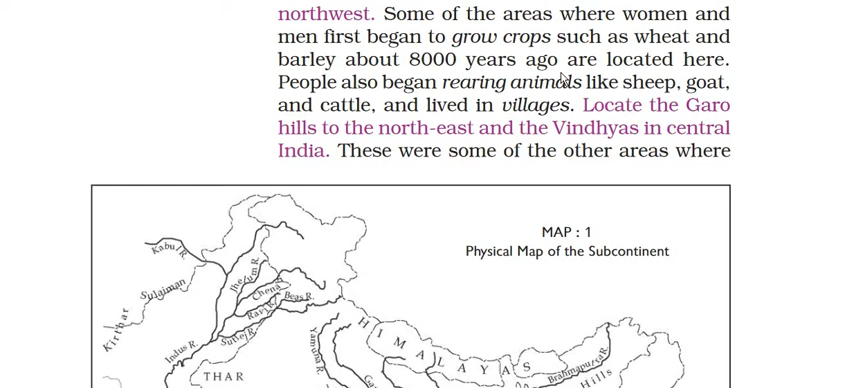 northwest. Some of the areas where women and
men first began to grow crops such as wheat and
barley about 8000 years ago are located here.
People also began rearing animals like sheep, goat,
and cattle, and lived in villages. Locate the Garo
hills to the north-east and the Vindhyas in central
India. These were some of the other areas where
MAP : 1
Physical Map of the Subcontinent
Kabul R.
Jhelum R.
Sulaiman
Chena
Beas R.
Ravi R.
Kirthar
Sutlej R.
Indus R.
Yamuna R.
HIMALAYAS
THAR
Brahmaputra R.
Hills